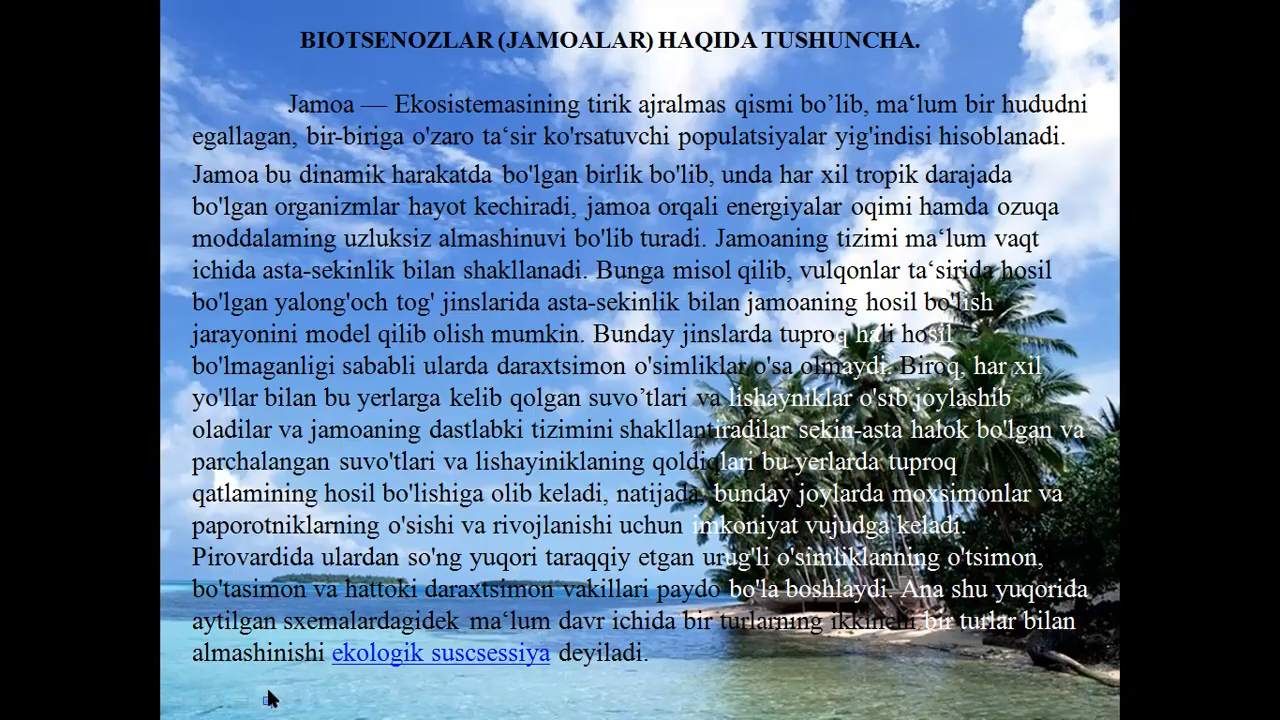 BIOTSENOZLAR (JAMOALAR) HAQIDA TUSHUNCHA.
Jamoa — Ekosistemasining tirik ajralmas qismi bo’lib, ma‘lum bir hududni
egallagan, bir-biriga o'zaro ta‘sir ko'rsatuvchi populatsiyalar yig'indisi hisoblanadi.
Jamoa bu dinamik harakatda bo'lgan birlik bo'lib, unda har xil tropik darajada
bo'lgan organizmlar hayot kechiradi, jamoa orqali energiyalar oqimi hamda ozuqa
moddalaming uzluksiz almashinuvi bo'lib turadi. Jamoaning tizimi ma‘lum vaqt
ichida asta-sekinlik bilan shakllanadi. Bunga misol qilib, vulqonlar ta‘sirida hosil
bo'lgan yalong'och tog' jinslarida asta-sekinlik bilan jamoaning hosil bo'lish
jarayonini model qilib olish mumkin. Bunday jinslarda tuproq hali hosil
bo'lmaganligi sababli ularda daraxtsimon o'simliklar o'sa olmaydi. Biroq, har xil
yo'llar bilan bu yerlarga kelib qolgan suvo’tlari va lishayniklar o'sib joylashib
oladilar va jamoaning dastlabki tizimini shakllantiradilar sekin-asta halok bo'lgan va
parchalangan suvo'tlari va lishayiniklaning qoldiqlari bu yerlarda tuproq
qatlamining hosil bo'lishiga olib keladi, natijada, bunday joylarda moxsimonlar va
paporotniklarning o'sishi va rivojlanishi uchun imkoniyat vujudga keladi.
Pirovardida ulardan so'ng yuqori taraqqiy etgan urug'li o'simliklanning o'tsimon,
bo'tasimon va hattoki daraxtsimon vakillari paydo bo'la boshlaydi. Ana shu yuqorida
aytilgan sxemalardagidek ma‘lum davr ichida bir turlarning ikkinchi bir turlar bilan
almashinishi ekologik suscsessiya deyiladi.